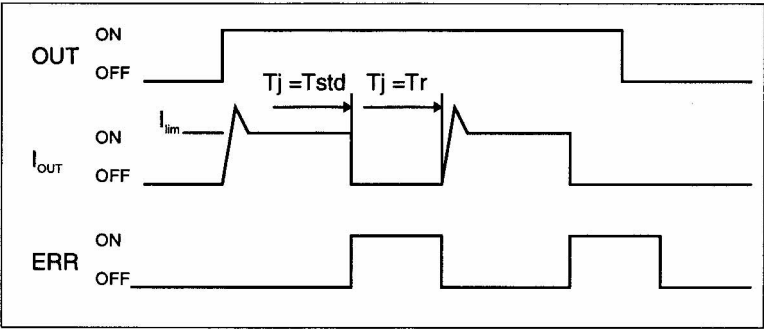 OUT
ON
OFF
Tj =Tstd
Tj =Tr
Ilim
IOUT
ON
OFF
ERR
ON
OFF